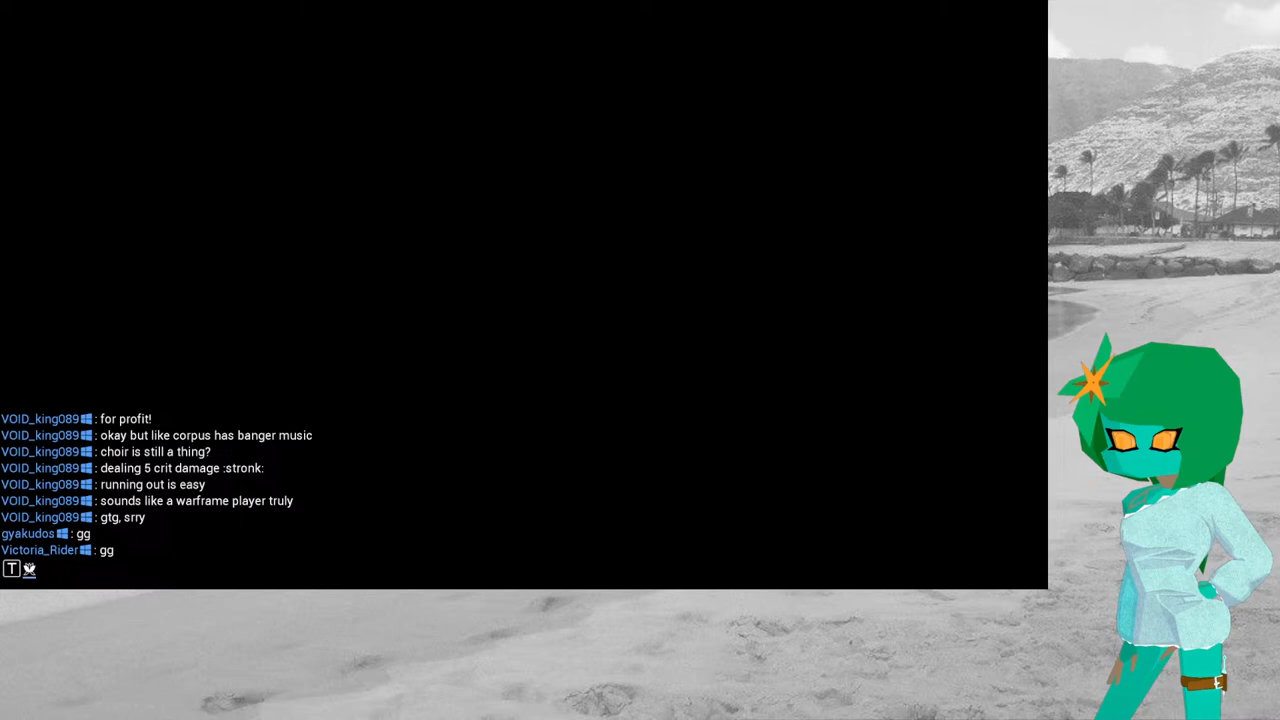 VOID_king089: for profit!
VOID_king089: okay but like corpus has banger music
VOID_king089: choir is still a thing?
VOID_king089: dealing 5 crit damage :stronk:
VOID_king089: running out is easy
VOID_king089: sounds like a warframe player truly
VOID_king089: gtg, srry
gyakudos: gg
Victoria_Rider: gg
T